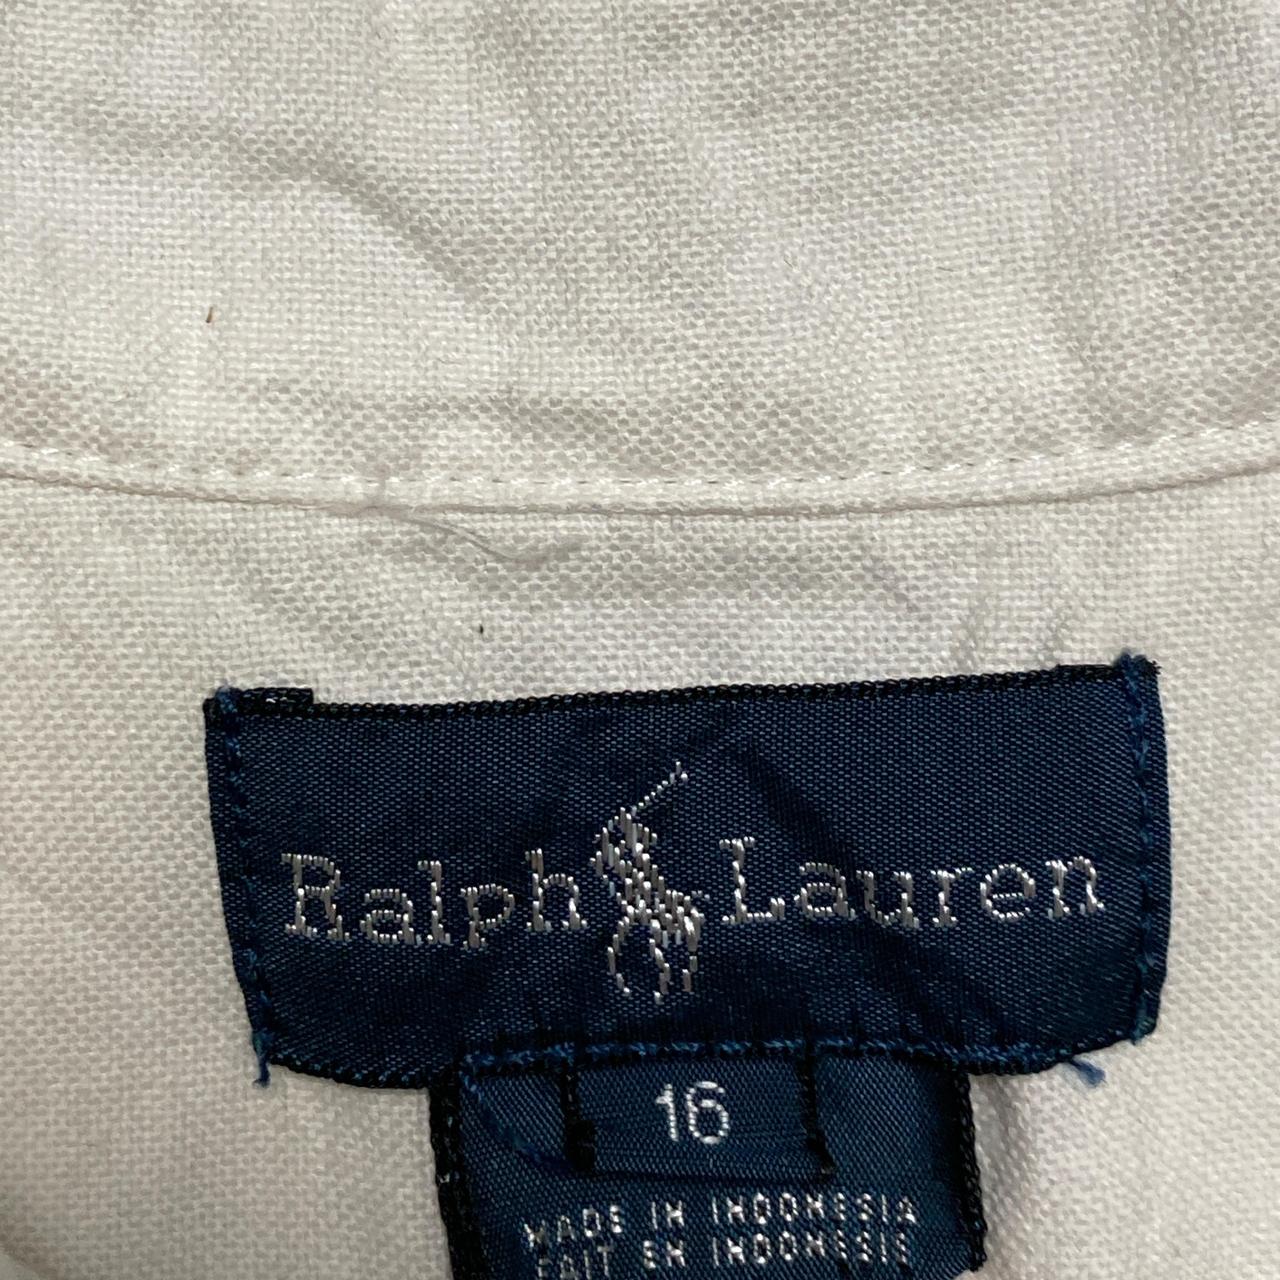 Ralph Lauren
16
MADE IN INDONESIA
FAIT EN INDONESIE